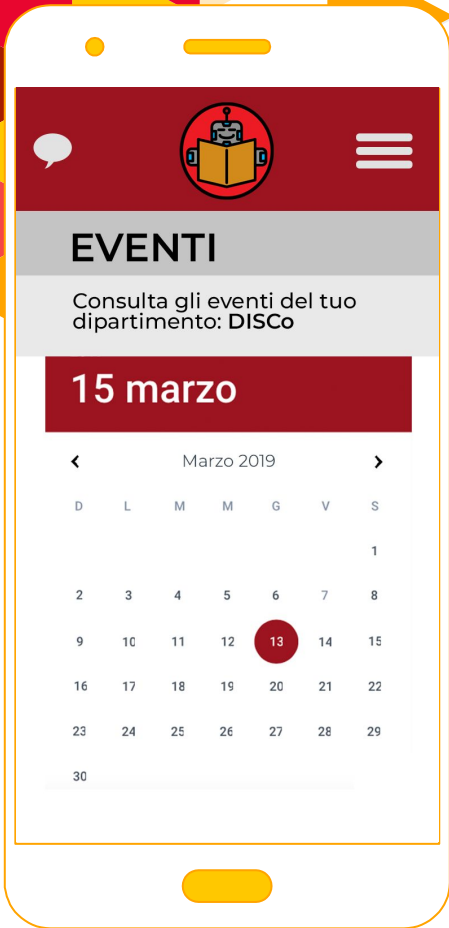 EVENTI
Consulta gli eventi del tuo
dipartimento: DISCo
15 marzo
Marzo 2019
D L M M G V S
1
2 3 4 5 6 7 8
9 10 11 12 13 14 15
16 17 18 19 20 21 22
23 24 25 26 27 28 29
30